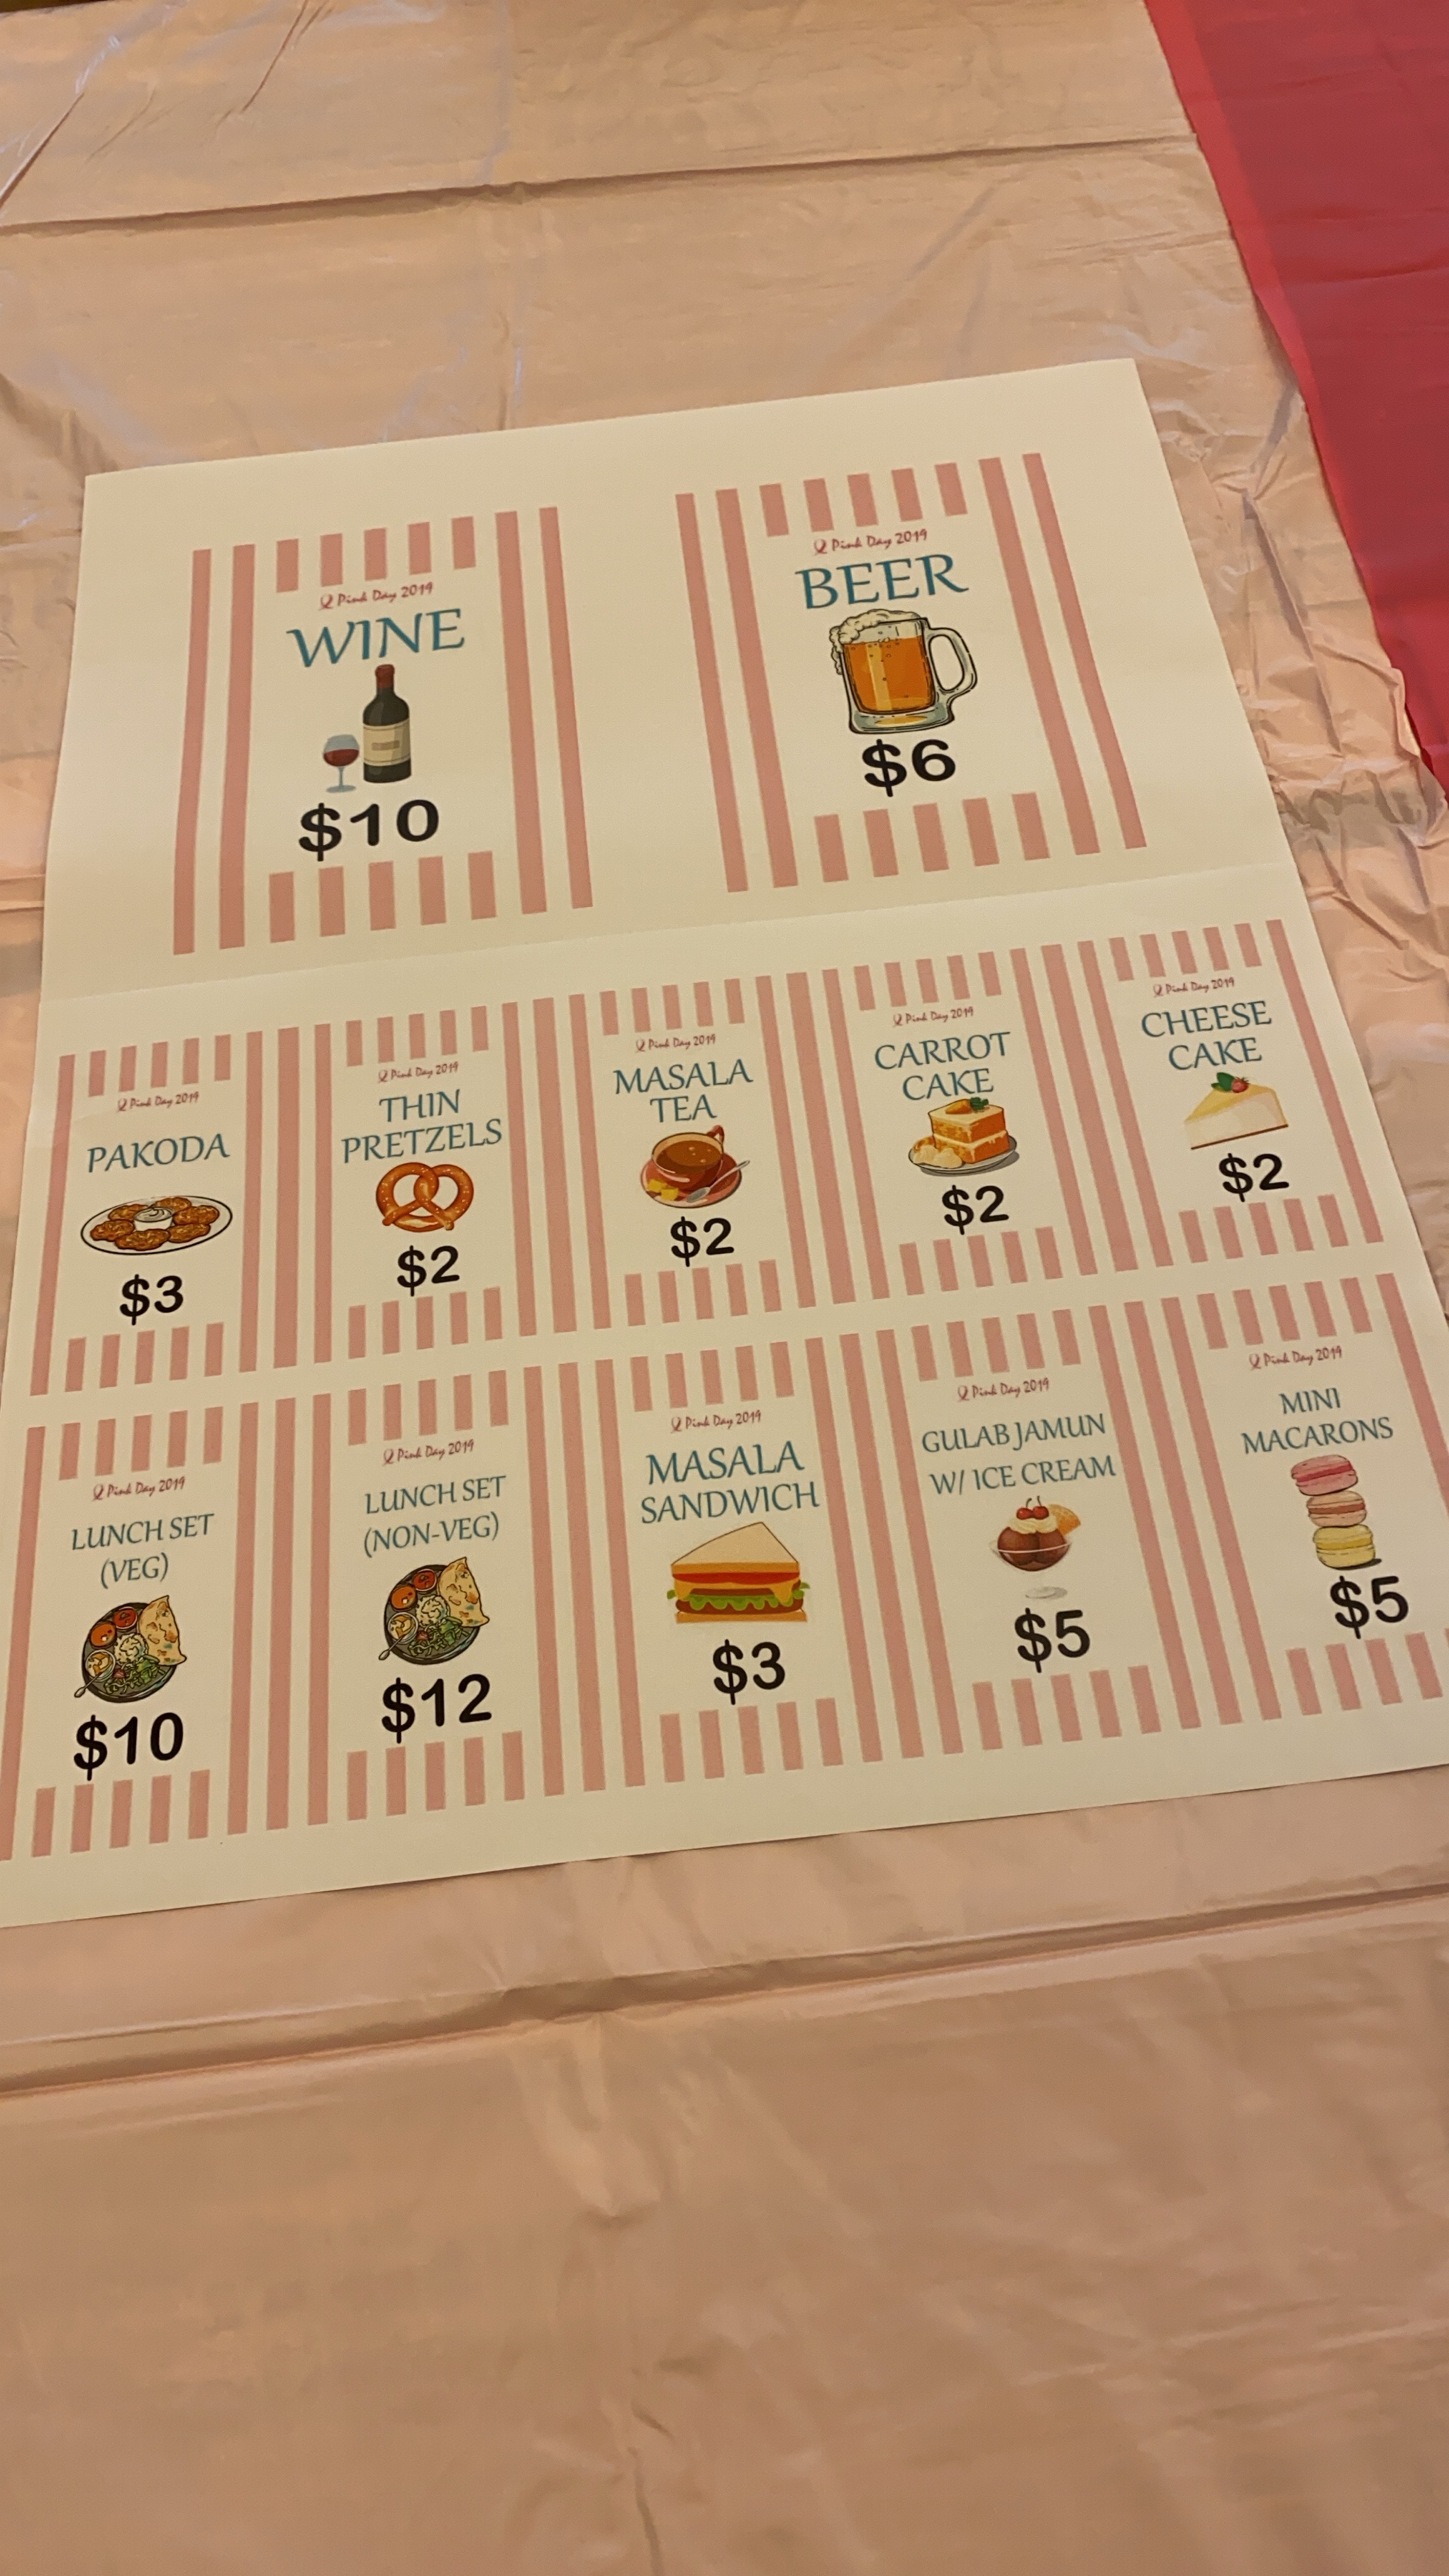 Pink Day 2019
WINE
$10
Pink Day 2019
BEER
$6
Pink Day 2019
PAKODA
$3
Pink Day 2019
THIN
PRETZELS
$2
Pink Day 2019
MASALA
TEA
$2
Pink Day 2019
CARROT
CAKE
$2
Pink Day 2019
CHEESE
CAKE
$2
Pink Day 2019
LUNCH SET
(VEG)
$10
Pink Day 2019
LUNCH SET
(NON-VEG)
$12
Pink Day 2019
MASALA
SANDWICH
$3
Pink Day 2019
GULAB JAMUN
W/ ICE CREAM
$5
Pink Day 2019
MINI
MACARONS
$5